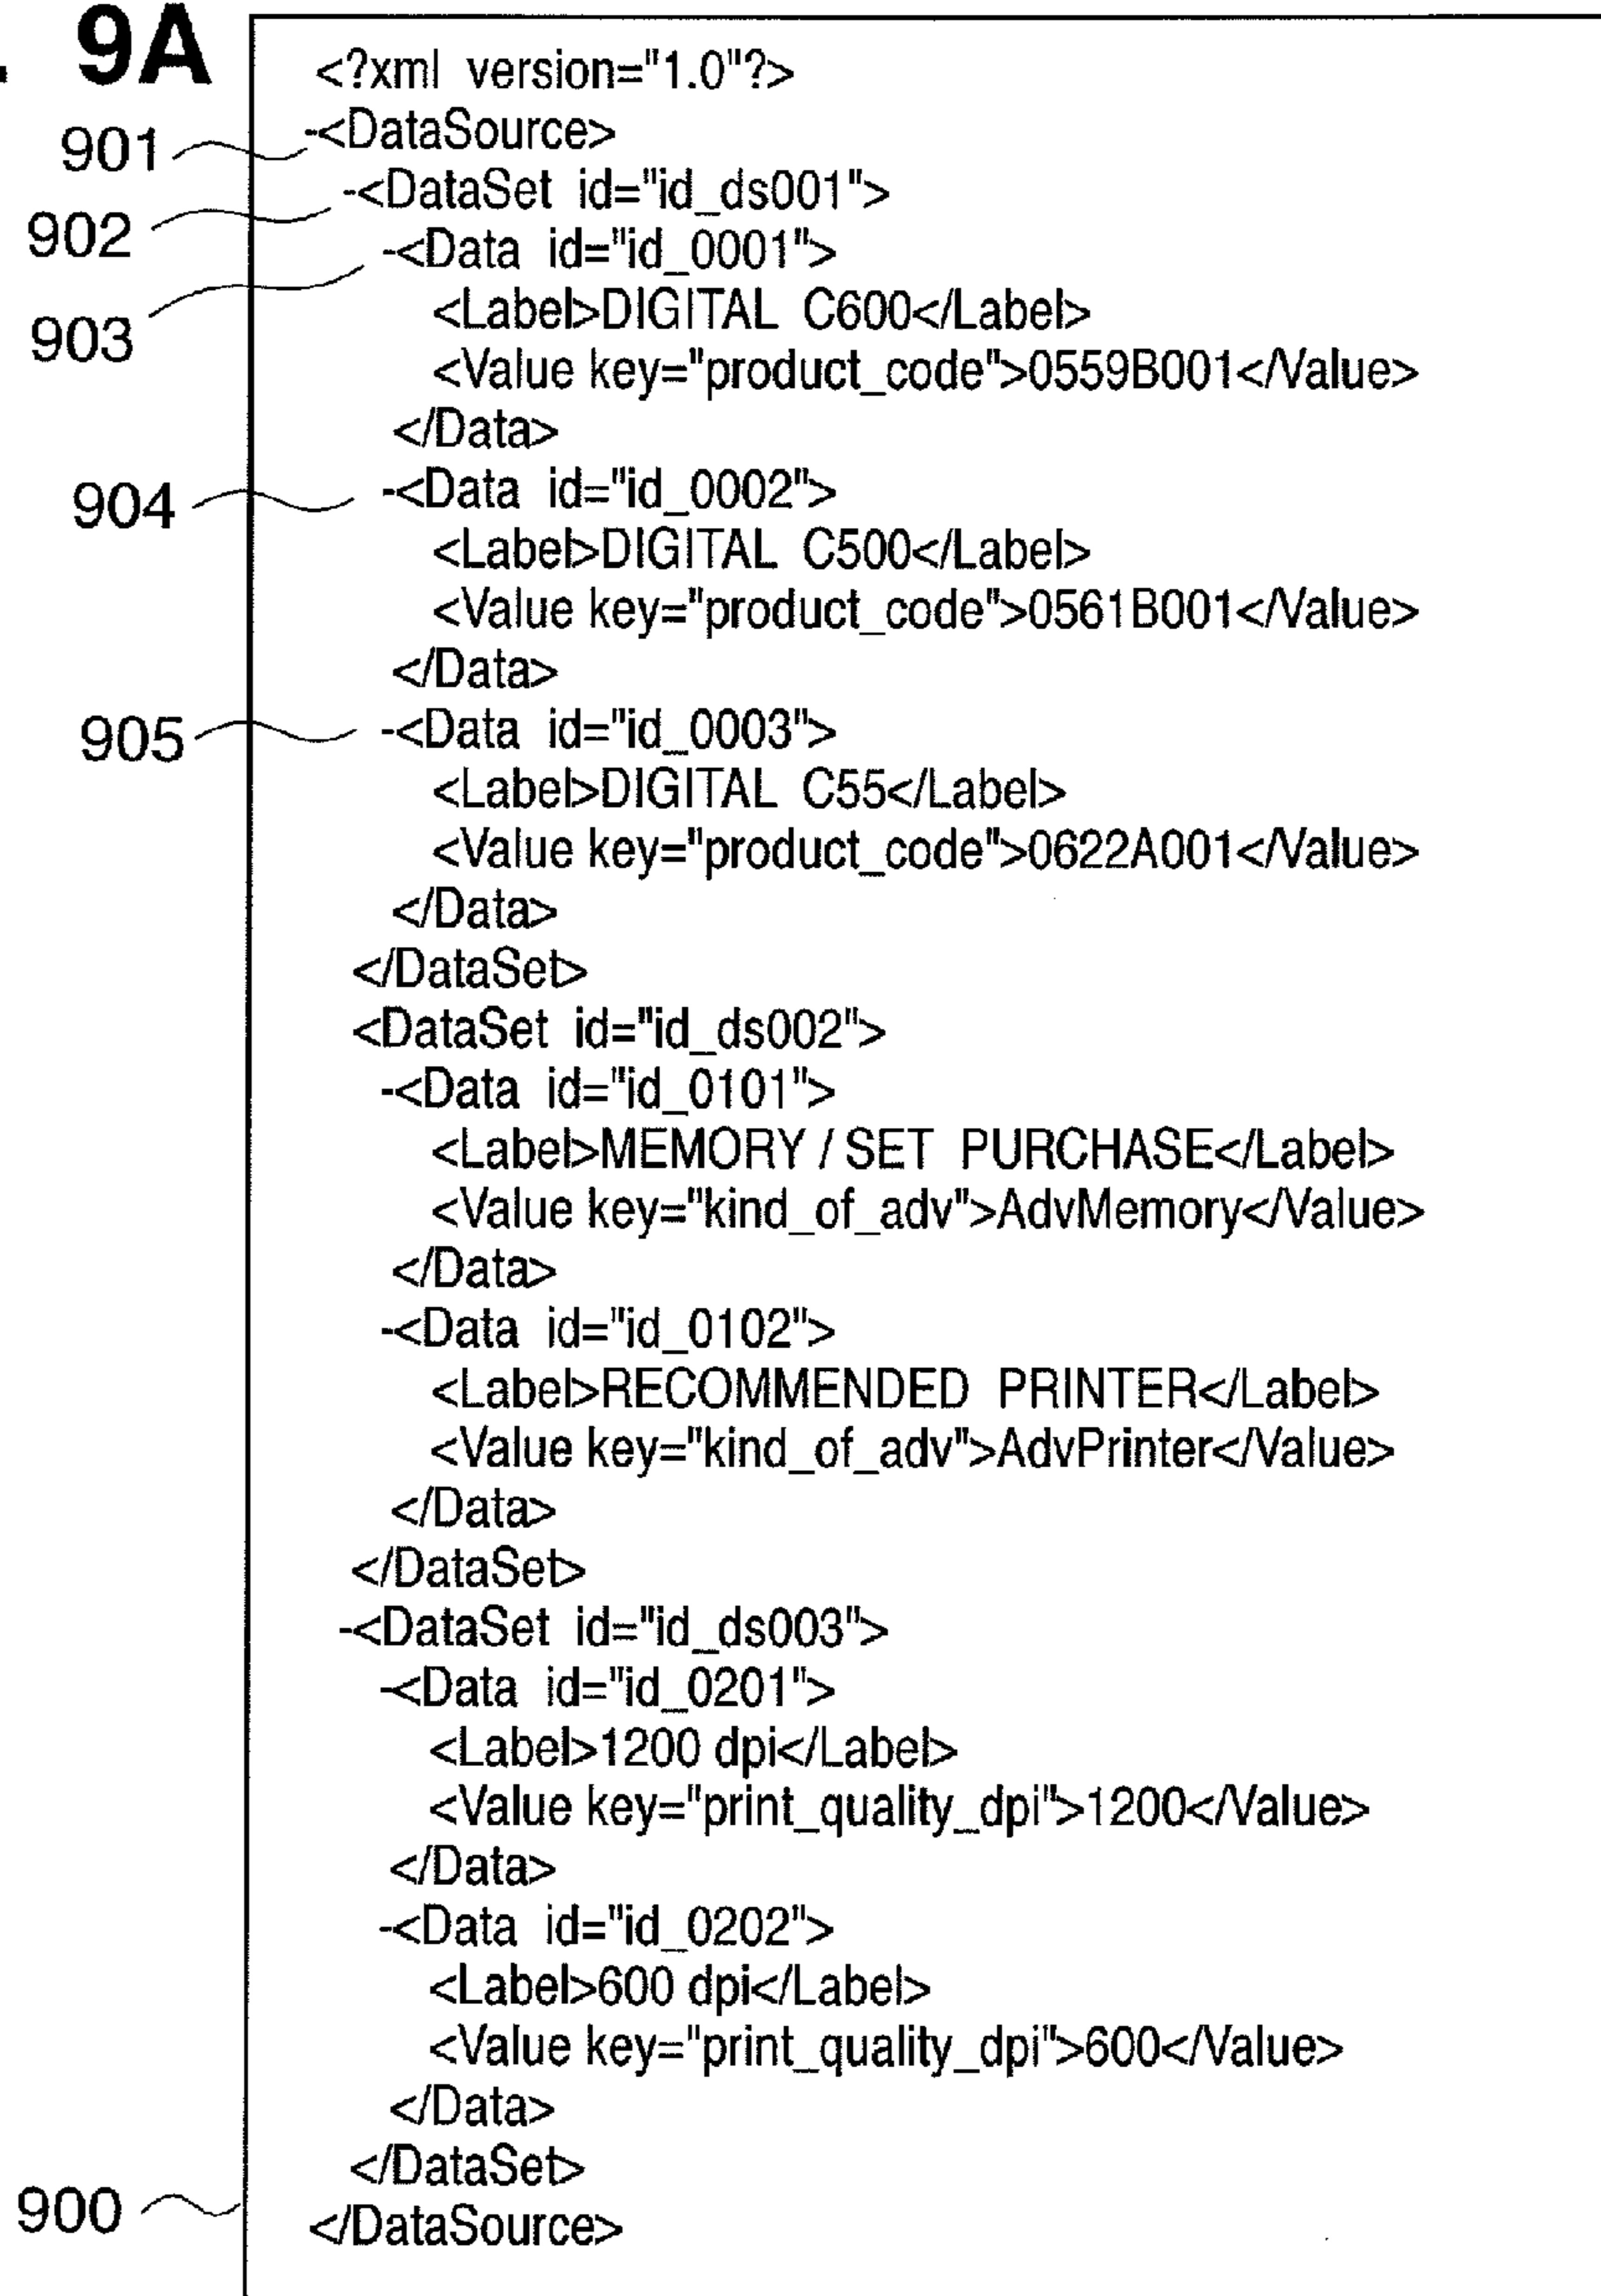 . 9A
<?xml version="1.0"?>
901 -<DataSource>
902 -<DataSet id="id_ds001">
903 -<Data id="id_0001">
<Label>DIGITAL C600</Label>
<Value key="product_code">0559B001</Value>
</Data>
904 -<Data id="id_0002">
<Label>DIGITAL C500</Label>
<Value key="product_code">0561B001</Value>
</Data>
905 -<Data id="id_0003">
<Label>DIGITAL C55</Label>
<Value key="product_code">0622A001</Value>
</Data>
</DataSet>
<DataSet id="id_ds002">
-<Data id="id_0101">
<Label>MEMORY / SET PURCHASE</Label>
<Value key="kind_of_adv">AdvMemory</Value>
</Data>
-<Data id="id_0102">
<Label>RECOMMENDED PRINTER</Label>
<Value key="kind_of_adv">AdvPrinter</Value>
</Data>
</DataSet>
-<DataSet id="id_ds003">
-<Data id="id_0201">
<Label>1200 dpi</Label>
<Value key="print_quality_dpi">1200</Value>
</Data>
-<Data id="id_0202">
<Label>600 dpi</Label>
<Value key="print_quality_dpi">600</Value>
</Data>
</DataSet>
900 </DataSource>